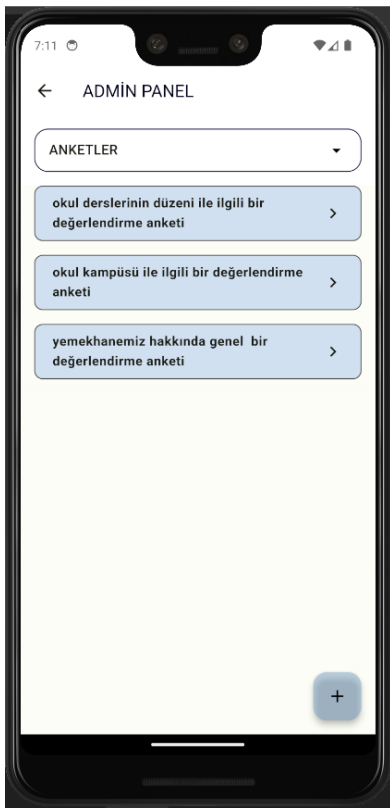 7:11
ADMİN PANEL
ANKETLER
okul derslerinin düzeni ile ilgili bir
değerlendirme anketi
okul kampüsü ile ilgili bir değerlendirme
anketi
yemekhanemiz hakkında genel  bir
değerlendirme anketi
+